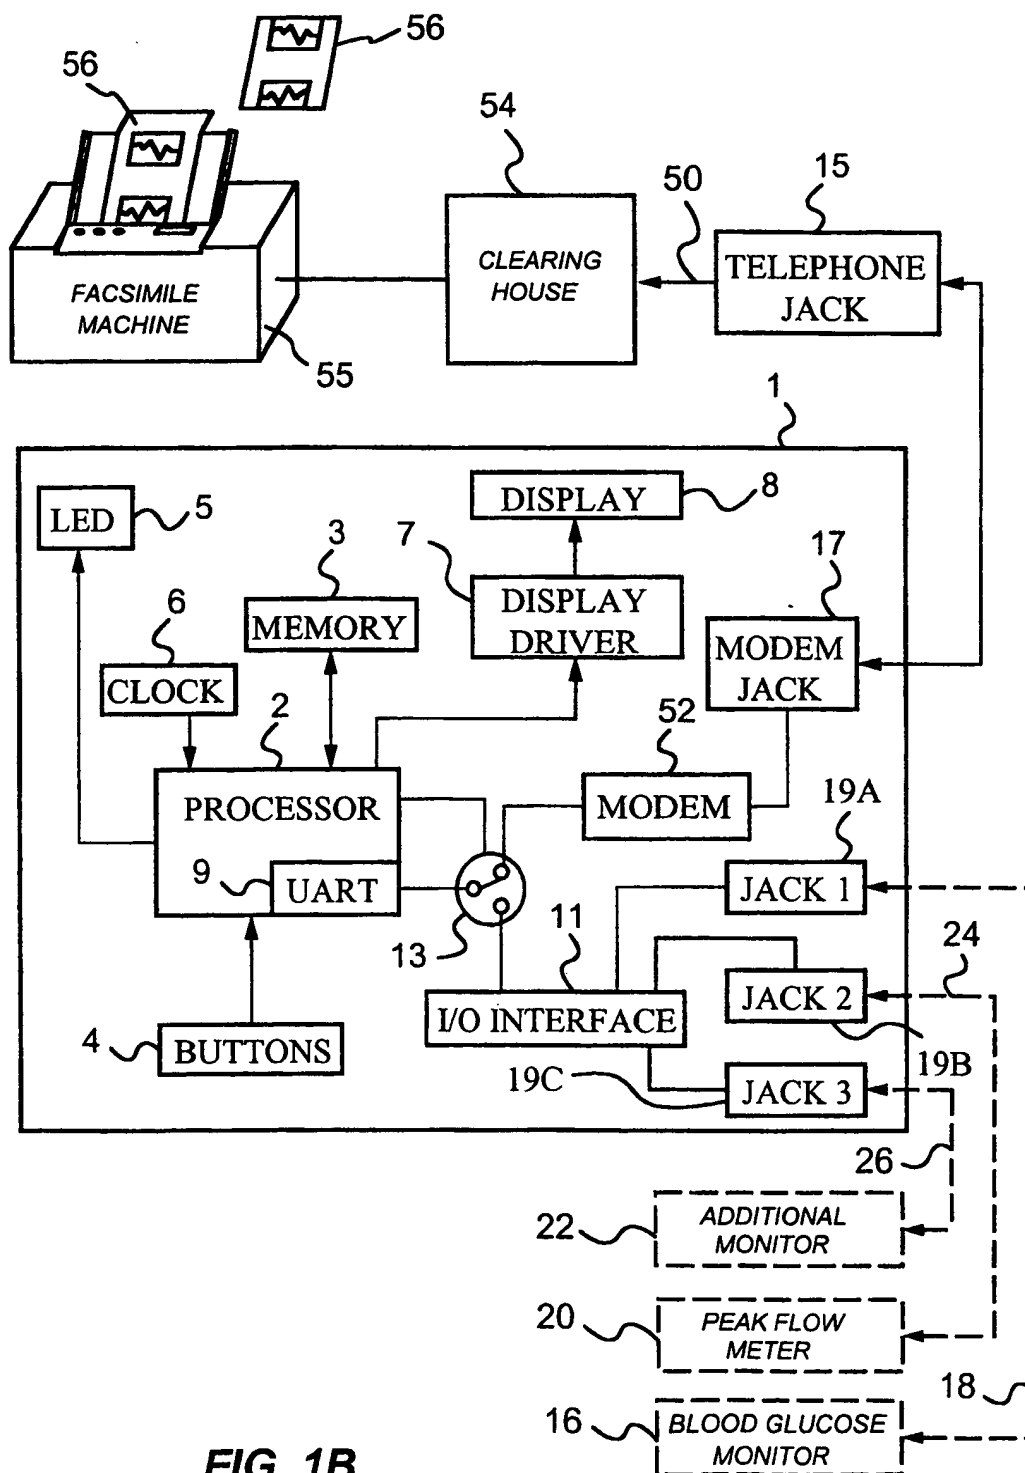 56
56
54
50
15
CLEARING
HOUSE
TELEPHONE
JACK
FACSIMILE
MACHINE
55
1
LED
5
DISPLAY
8
3
7
17
6
MEMORY
DISPLAY
DRIVER
MODEM
JACK
CLOCK
2
52
PROCESSOR
MODEM
19A
9
UART
JACK 1
13
11
24
I/O INTERFACE
JACK 2
4
BUTTONS
19C
19B
JACK 3
26
22
ADDITIONAL
MONITOR
20
PEAK FLOW
METER
18
16
BLOOD GLUCOSE
MONITOR
FIG. 1B